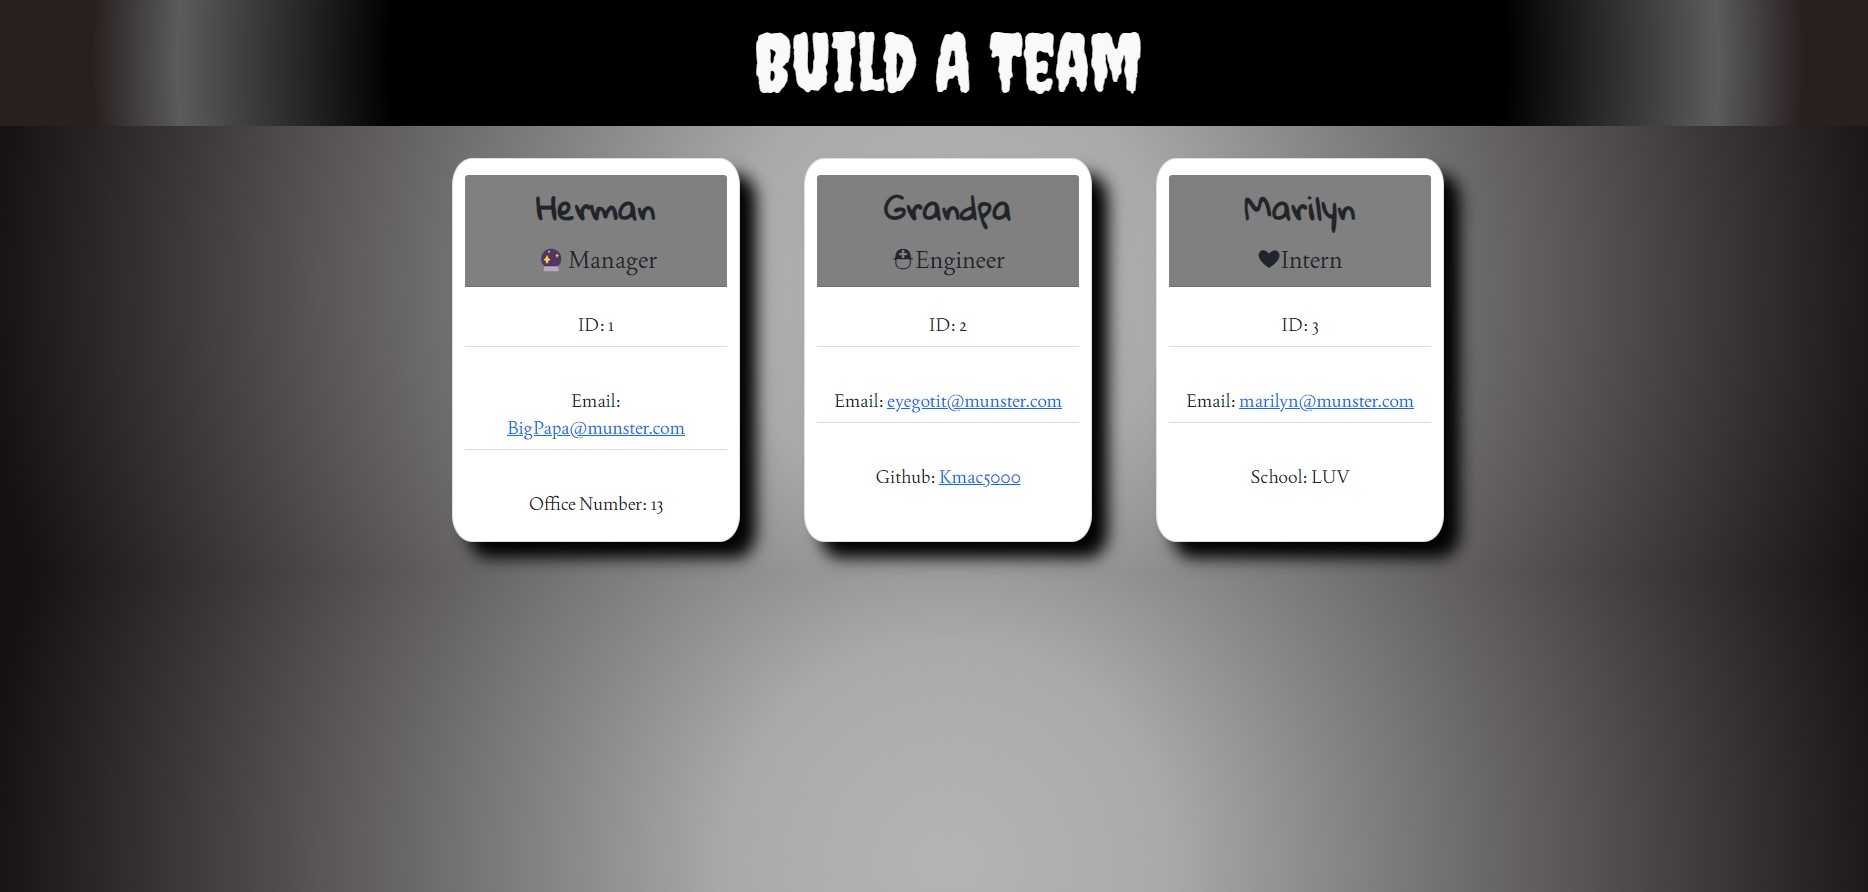 BUILD A TEAM
Herman
🔮 Manager
ID: 1
Email:
BigPapa@munster.com
Office Number: 13
Grandpa
⛑Engineer
ID: 2
Email: eyegotit@munster.com
Github: Kmac5000
Marilyn
❤Intern
ID: 3
Email: marilyn@munster.com
School: LUV